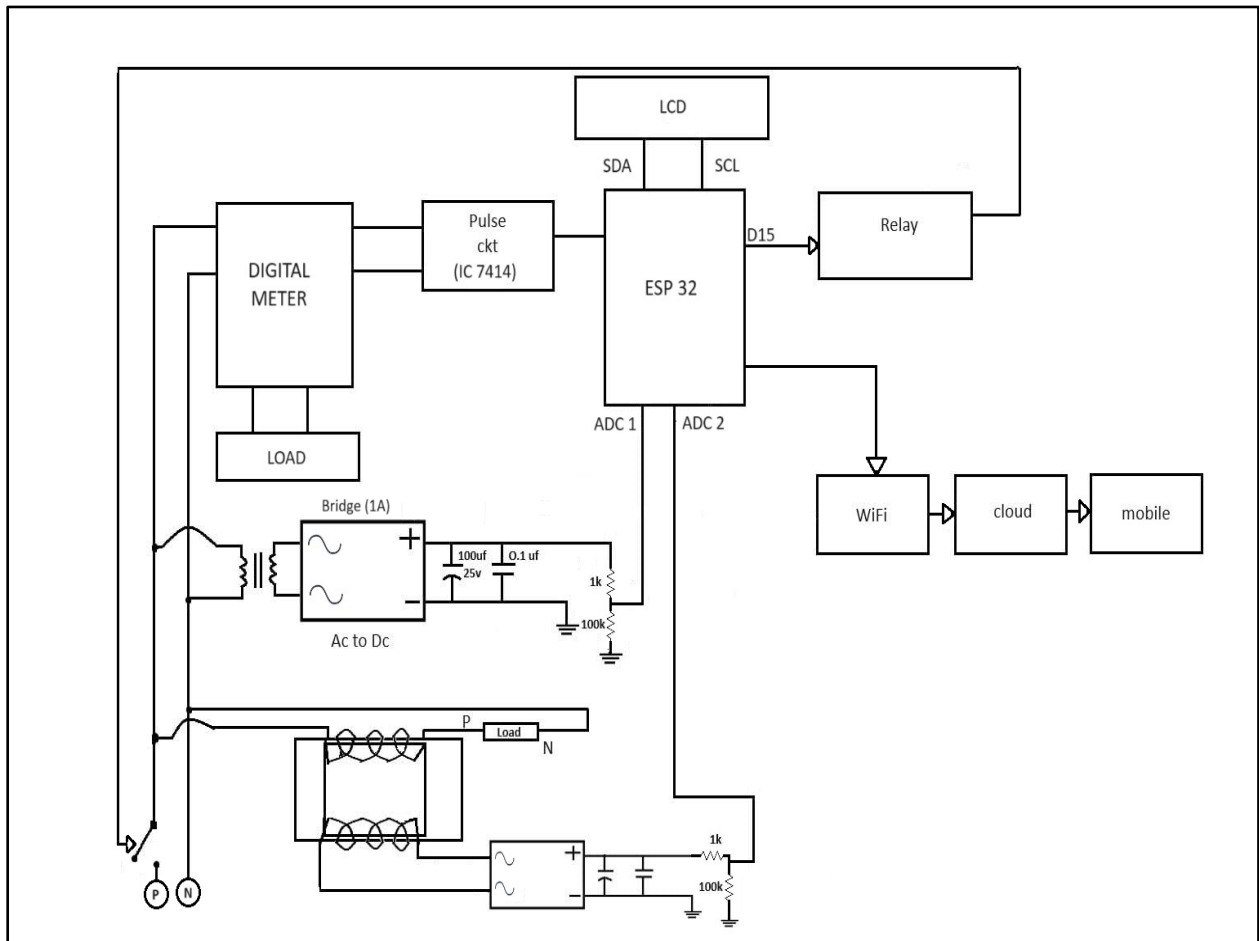 LCD
SDA
SCL
DIGITAL
METER
Pulse
ckt
(IC 7414)
ESP 32
D15
Relay
ADC 1
ADC 2
LOAD
Bridge (1A)
+
-
100uf
25v
0.1 uf
1k
100k
Ac to Dc
WiFi
cloud
mobile
P
Load
N
+
-
1k
100k
P
N